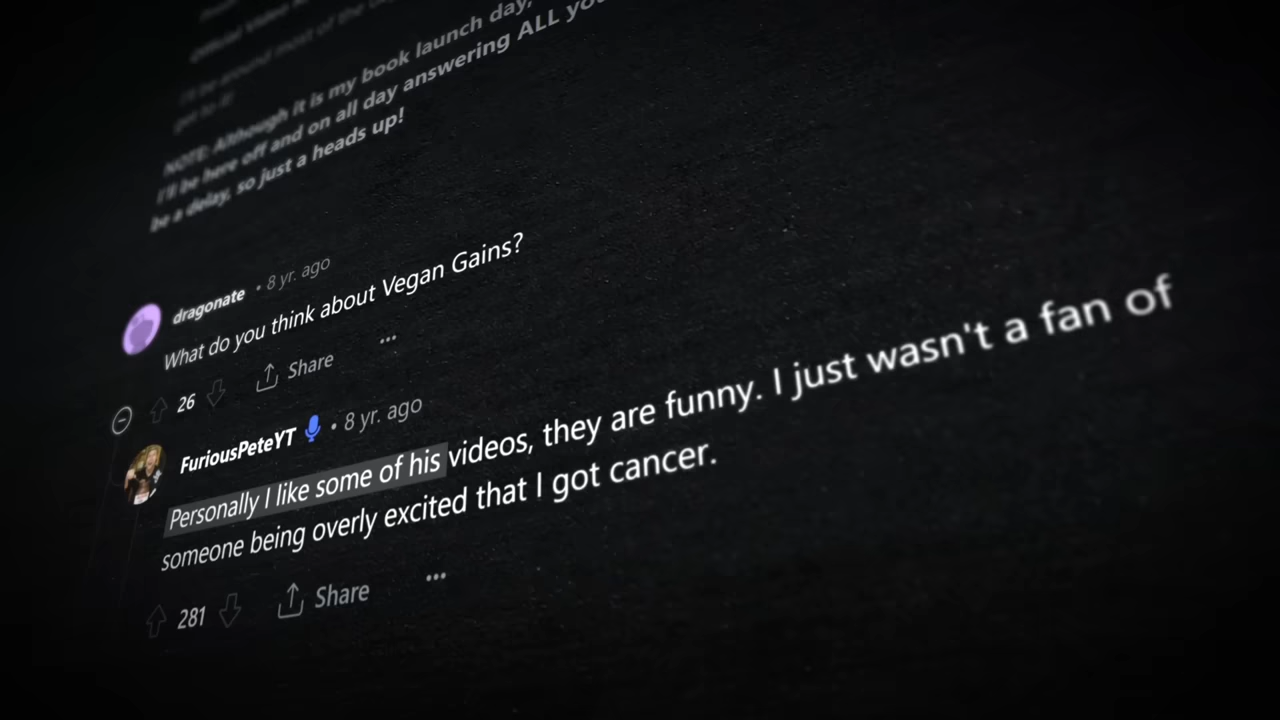 NOTE: Although it is my book launch day,
I'll be here off and on all day answering ALL
be a delay, so just a heads up!
dragonate • 8 yr. ago
What do you think about Vegan Gains?
26 Share ...
FuriousPeteYT • 8 yr. ago
Personally I like some of his videos, they are funny. I just wasn't a fan of
someone being overly excited that I got cancer.
281 Share ...